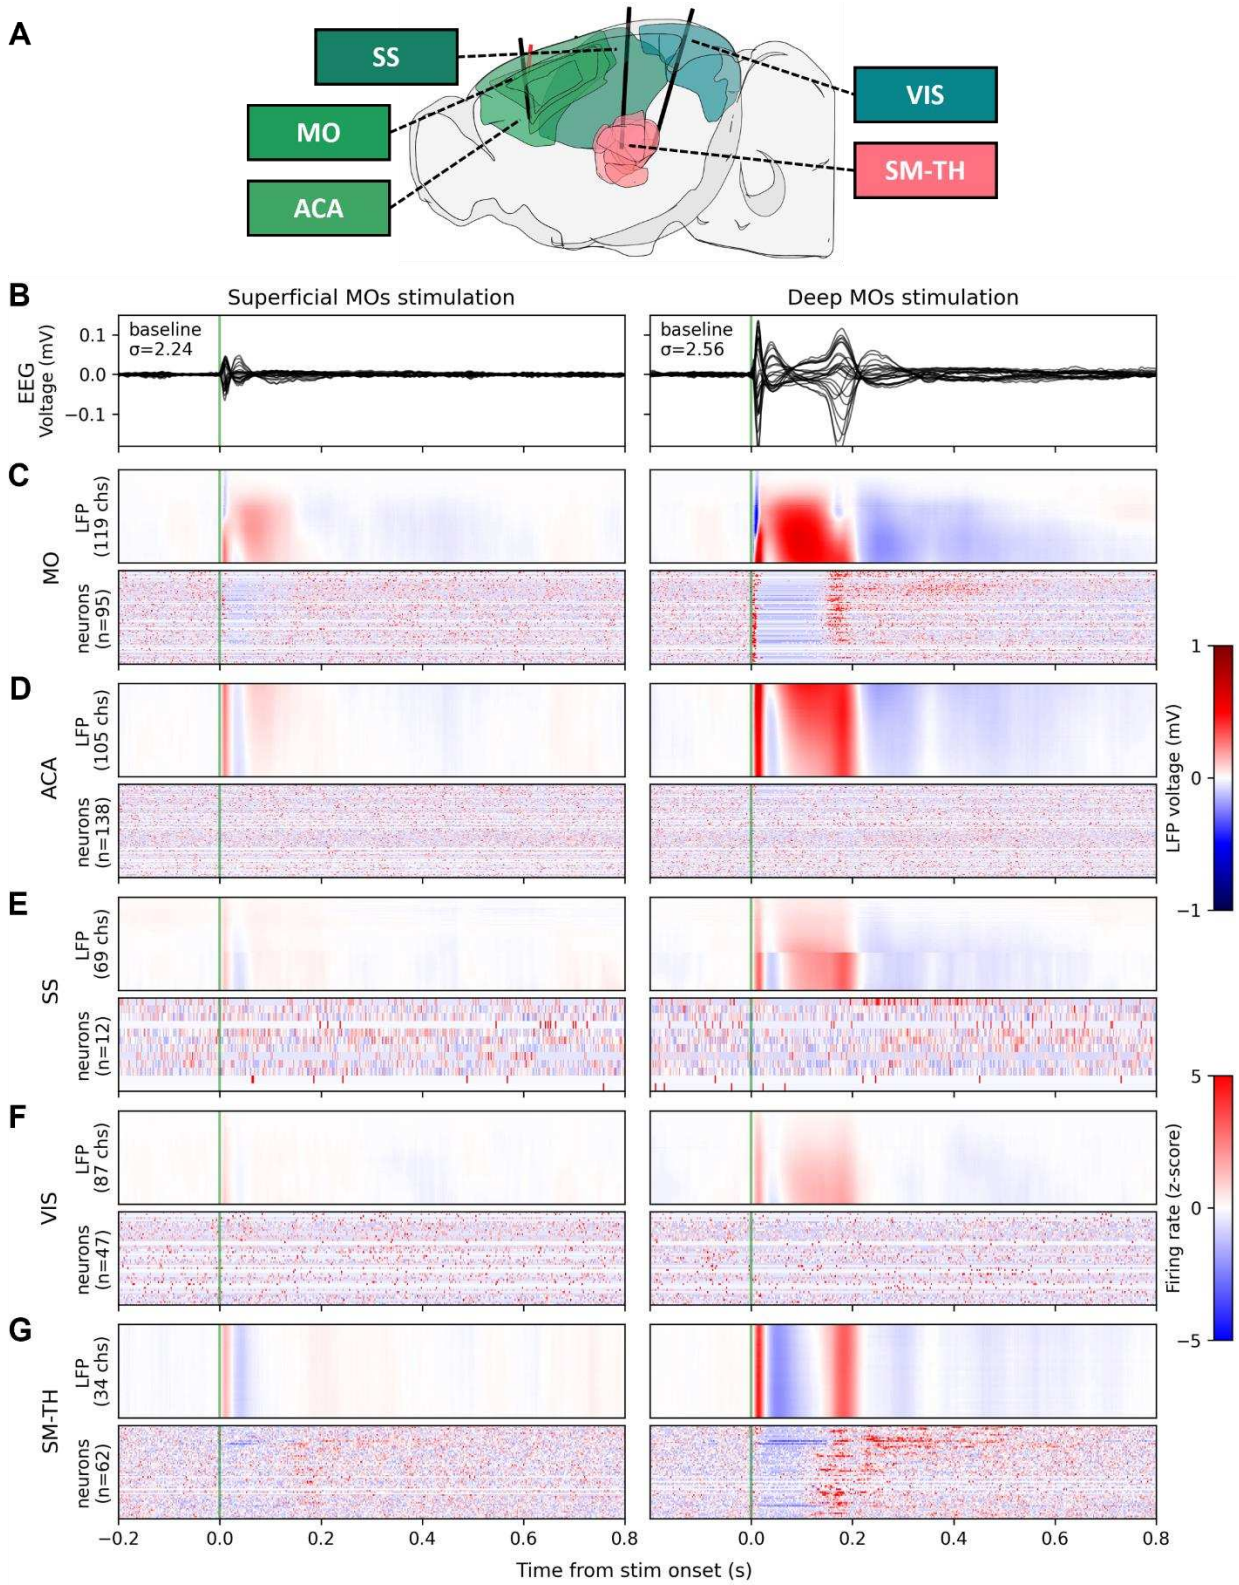 A
SS
MO
ACA
VIS
SM-TH
B
Superficial MOs stimulation
Deep MOs stimulation
EEG
Voltage (mV)
0.1
0.0
−0.1
baseline
σ=2.24
baseline
σ=2.56
C
MO
LFP
(119 chs)
neurons
(n=95)
D
ACA
LFP
(105 chs)
neurons
(n=138)
E
SS
LFP
(69 chs)
neurons
(n=12)
F
VIS
LFP
(87 chs)
neurons
(n=47)
G
SM-TH
LFP
(34 chs)
neurons
(n=62)
−0.2
0.0
0.2
0.4
0.6
0.8
0.0
0.2
0.4
0.6
0.8
Time from stim onset (s)
LFP voltage (mV)
1
0
−1
Firing rate (z-score)
5
0
−5